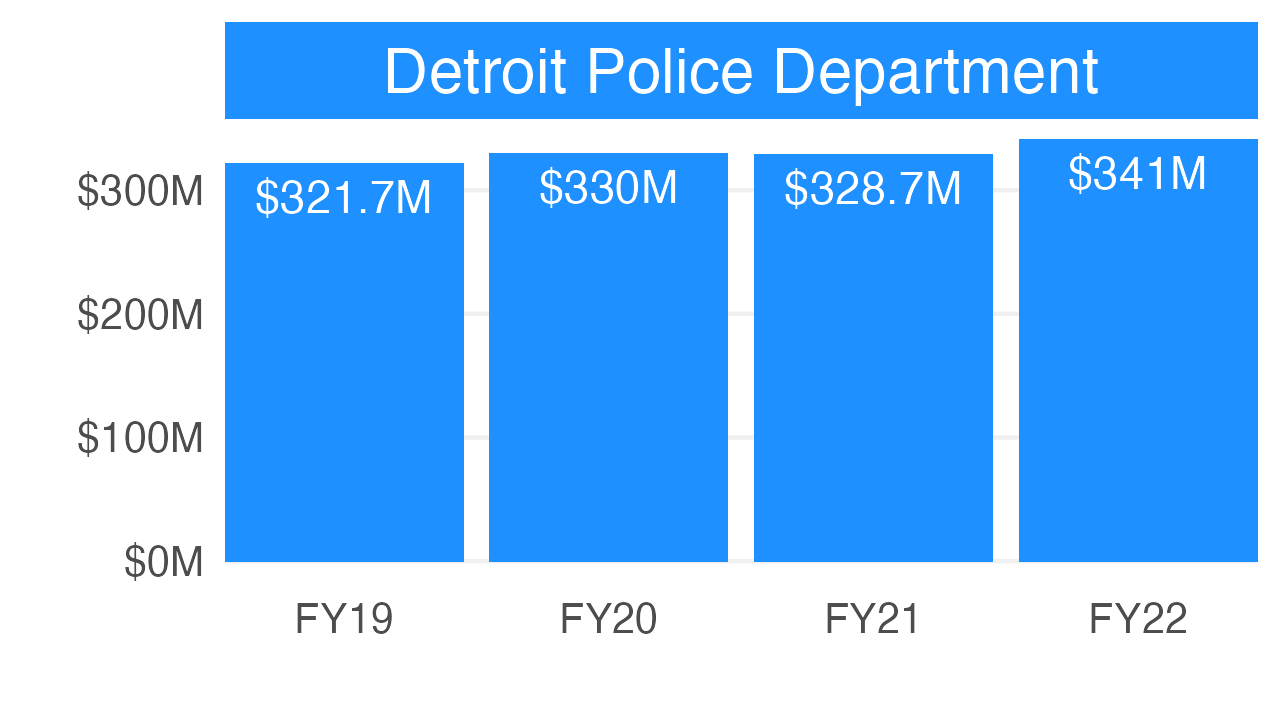 Detroit Police Department
$300M
$200M
$100M
$0M
$321.7M
$330M
$328.7M
$341M
FY19
FY20
FY21
FY22